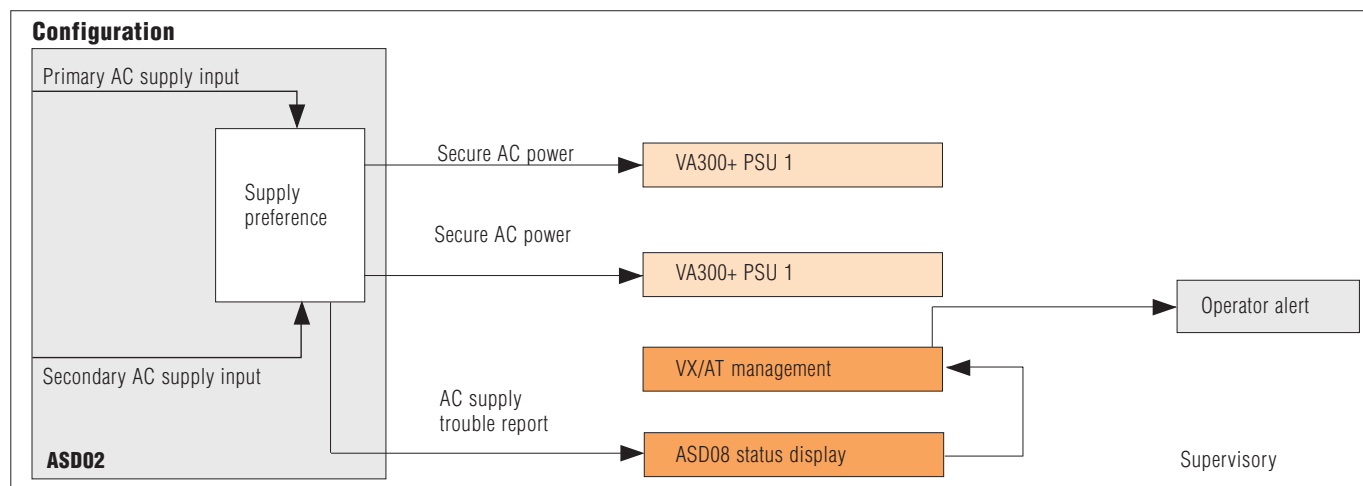 Configuration
Primary AC supply input
Supply
preference
Secure AC power
VA300+ PSU 1
Secure AC power
VA300+ PSU 1
Operator alert
VX/AT management
Secondary AC supply input
AC supply
trouble report
ASD02
ASD08 status display
Supervisory